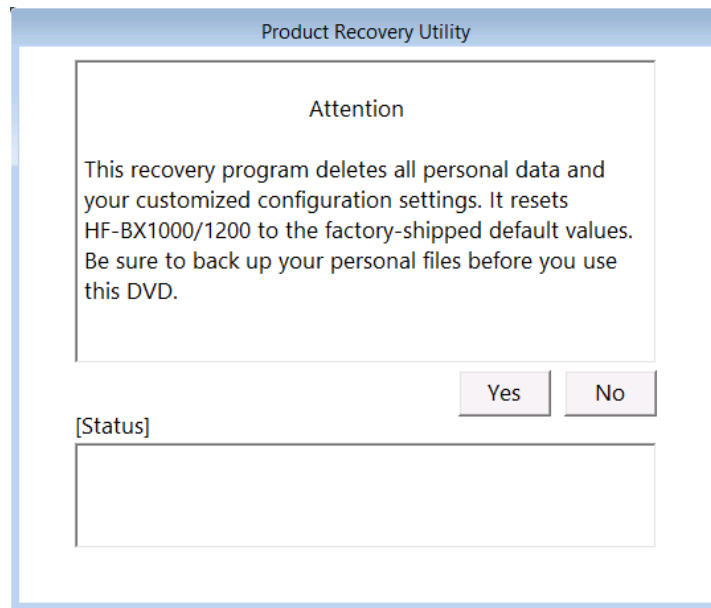 Product Recovery Utility
Attention
This recovery program deletes all personal data and
your customized configuration settings. It resets
HF-BX1000/1200 to the factory-shipped default values.
Be sure to back up your personal files before you use
this DVD.
Yes No
[Status]